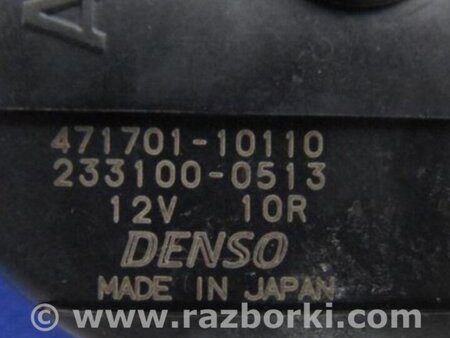 A
471701-10110
233100-0513
12V 10R
DENSO
MADE IN JAPAN
www.razborki.com